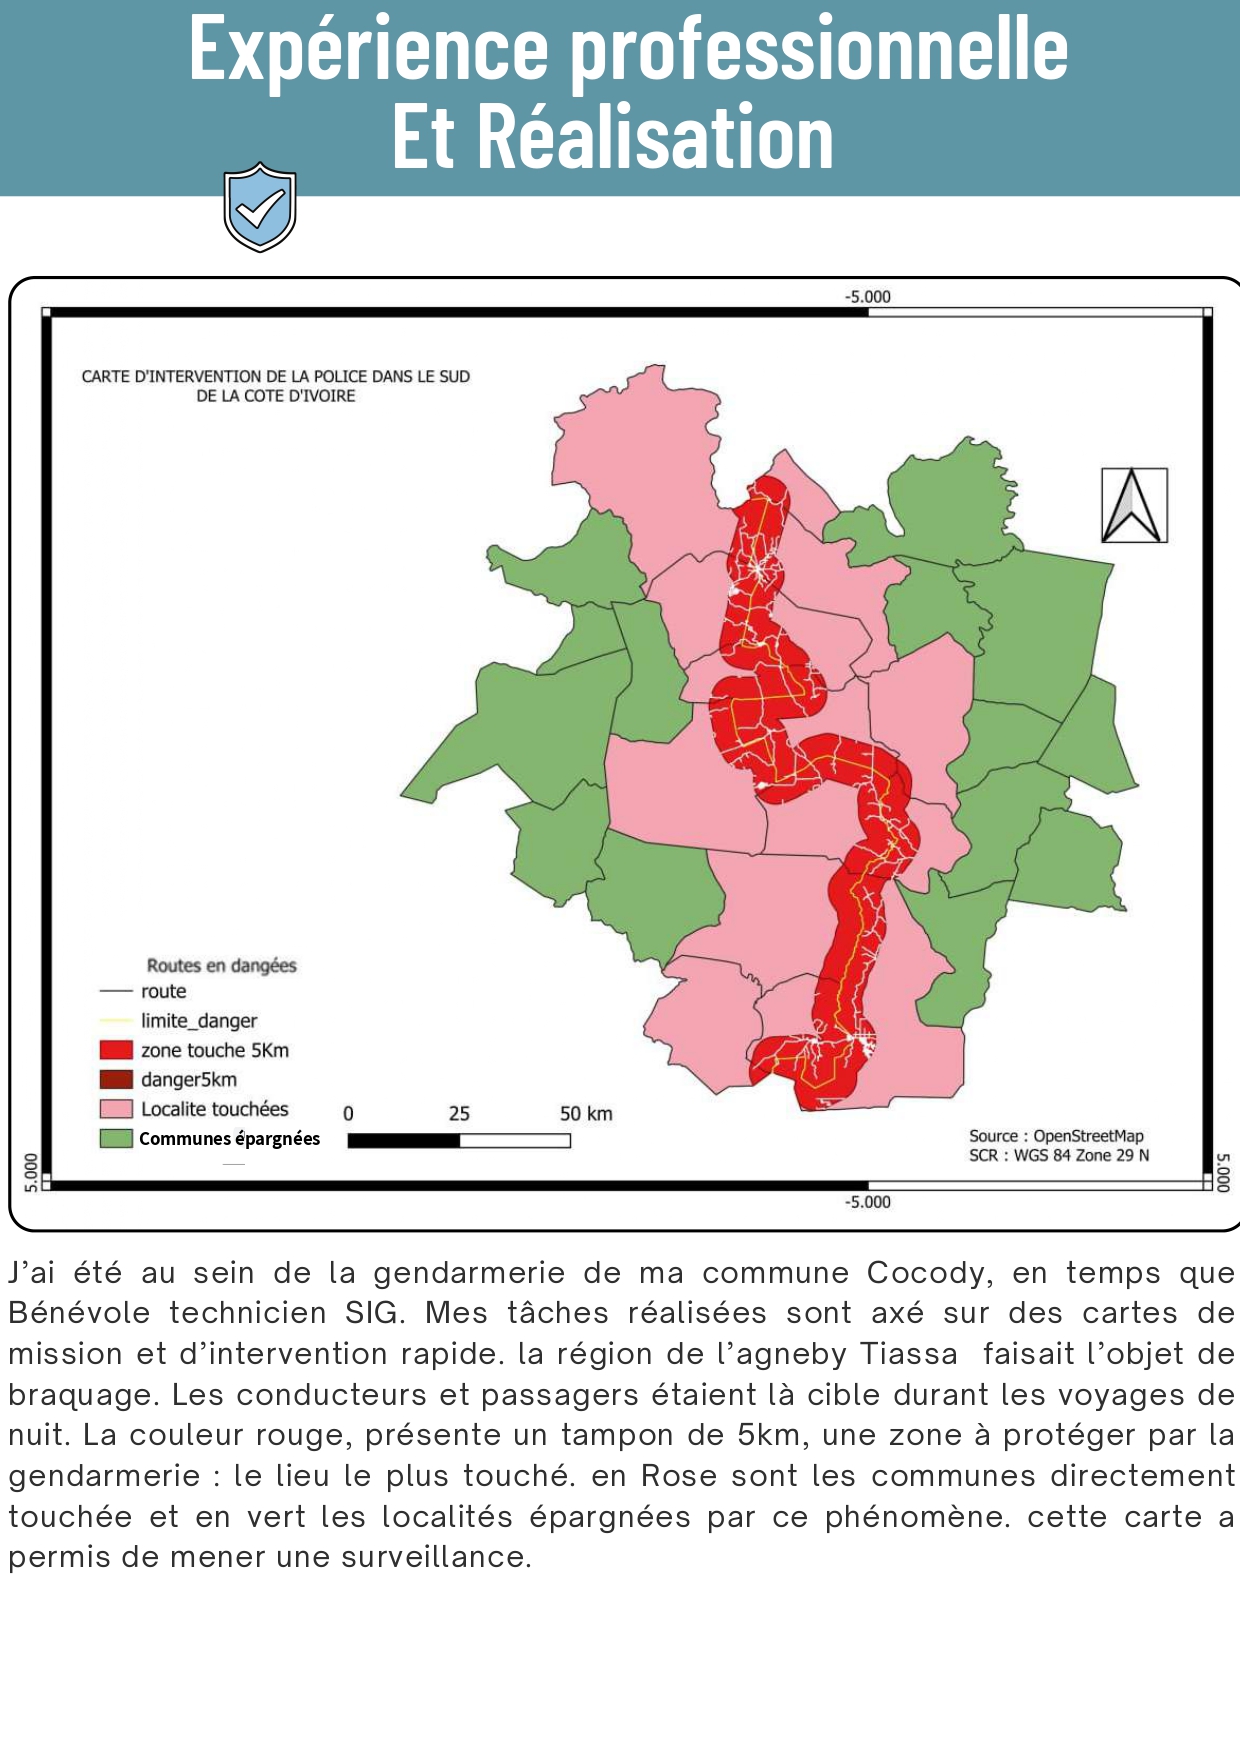 Expérience professionnelle
Et Réalisation
-5.000
CARTE D'INTERVENTION DE LA POLICE DANS LE SUD
DE LA COTE D'IVOIRE
Routes en dangées
route
limite_danger
zone touche 5Km
danger5km
Localite touchées
Communes épargnées
0 25 50 km
Source : OpenStreetMap
SCR : WGS 84 Zone 29 N
5.000
5.000
-5.000
J’ai été au sein de la gendarmerie de ma commune Cocody, en temps que
Bénévole technicien SIG. Mes tâches réalisées sont axé sur des cartes de
mission et d’intervention rapide. la région de l’agneby Tiassa faisait l’objet de
braquage. Les conducteurs et passagers étaient là cible durant les voyages de
nuit. La couleur rouge, présente un tampon de 5km, une zone à protéger par la
gendarmerie : le lieu le plus touché. en Rose sont les communes directement
touchée et en vert les localités épargnées par ce phénomène. cette carte a
permis de mener une surveillance.